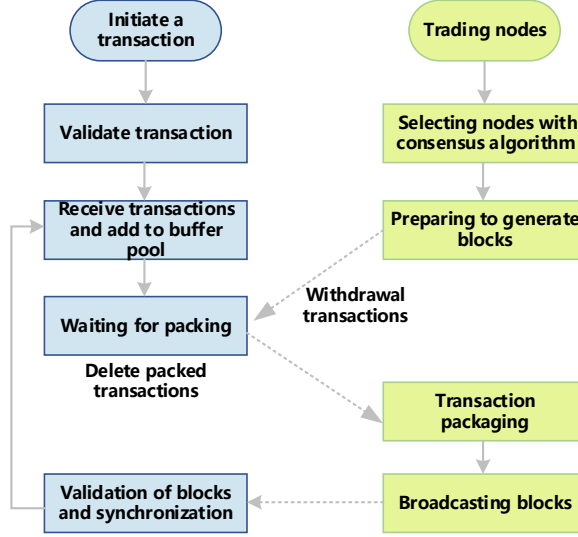 Initiate a
transaction
Trading nodes
Validate transaction
Selecting nodes with
consensus algorithm
Receive transactions
and add to buffer
pool
Preparing to generate
blocks
Waiting for packing
Withdrawal
transactions
Delete packed
transactions
Transaction
packaging
Validation of blocks
and synchronization
Broadcasting blocks